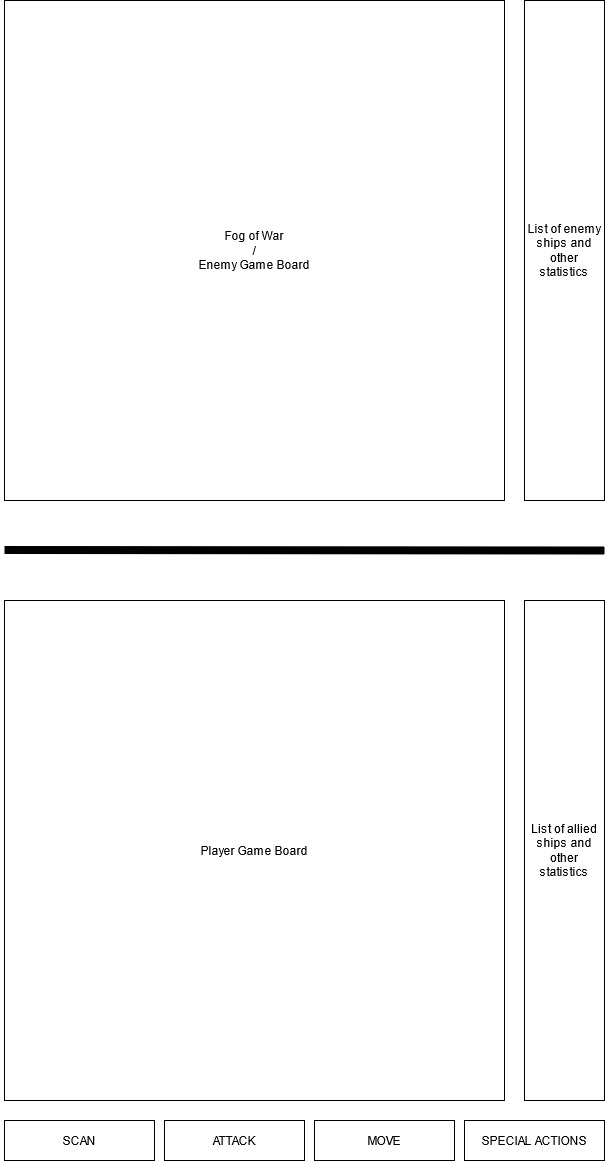 Fog of War
/
Enemy Game Board
List of enemy
ships and
other
statistics
Player Game Board
List of allied
ships and
other
statistics
SCAN
ATTACK
MOVE
SPECIAL ACTIONS